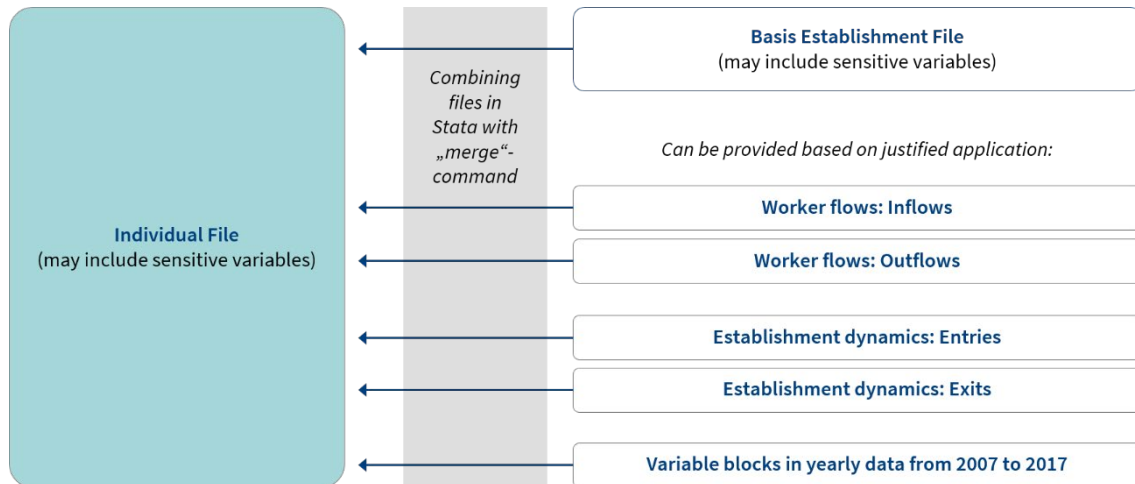 Individual File
(may include sensitive variables)
Combining
files in
Stata with
„merge“-
command
Basis Establishment File
(may include sensitive variables)
Can be provided based on justified application:
Worker flows: Inflows
Worker flows: Outflows
Establishment dynamics: Entries
Establishment dynamics: Exits
Variable blocks in yearly data from 2007 to 2017